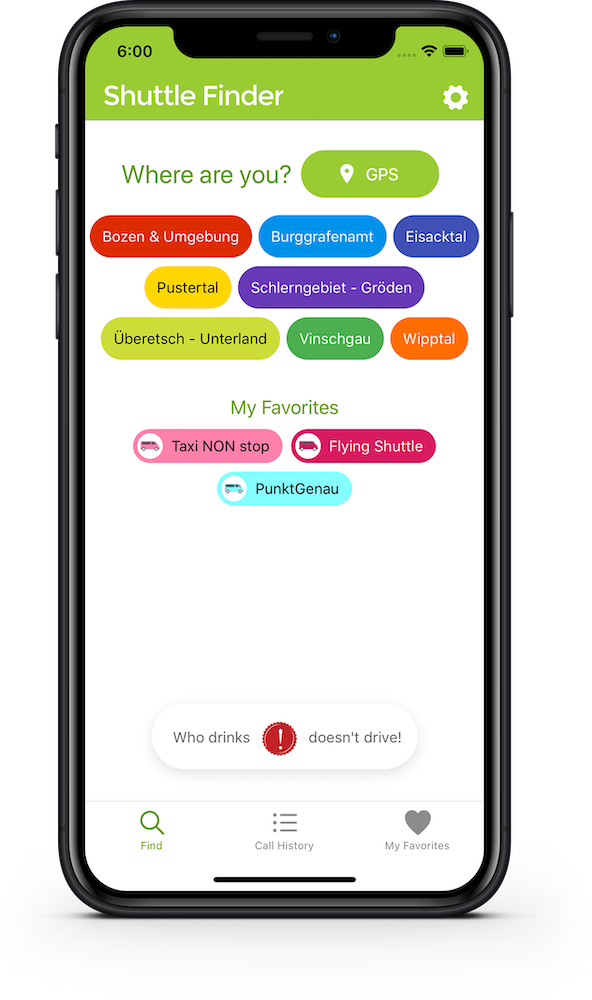 6:00
Shuttle Finder
Where are you? GPS
Bozen & Umgebung Burggrafenamt Eisacktal
Pustertal Schlerngebiet - Gröden
Überetsch - Unterland Vinschgau Wipptal
My Favorites
Taxi NON stop Flying Shuttle
PunktGenau
Who drinks ! doesn't drive!
Find Call History My Favorites